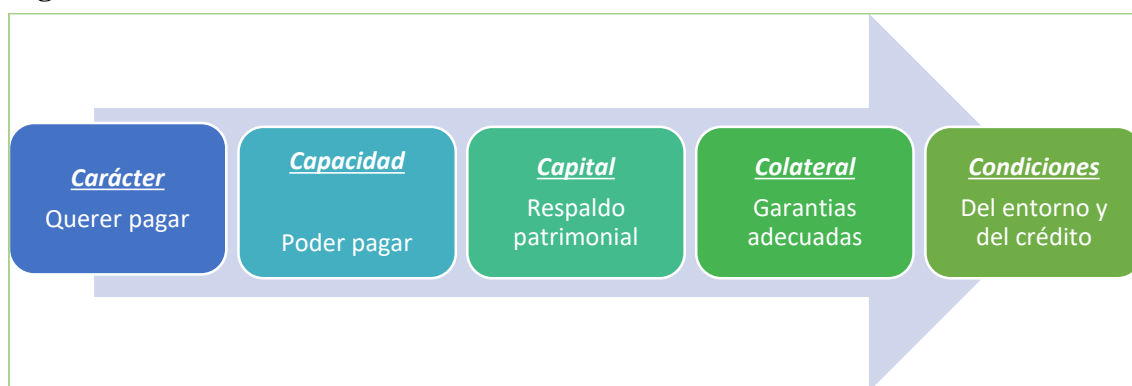 Carácter
Querer pagar
Capacidad
Poder pagar
Capital
Respaldo
patrimonial
Colateral
Garantias
adecuadas
Condiciones
Del entorno y
del crédito